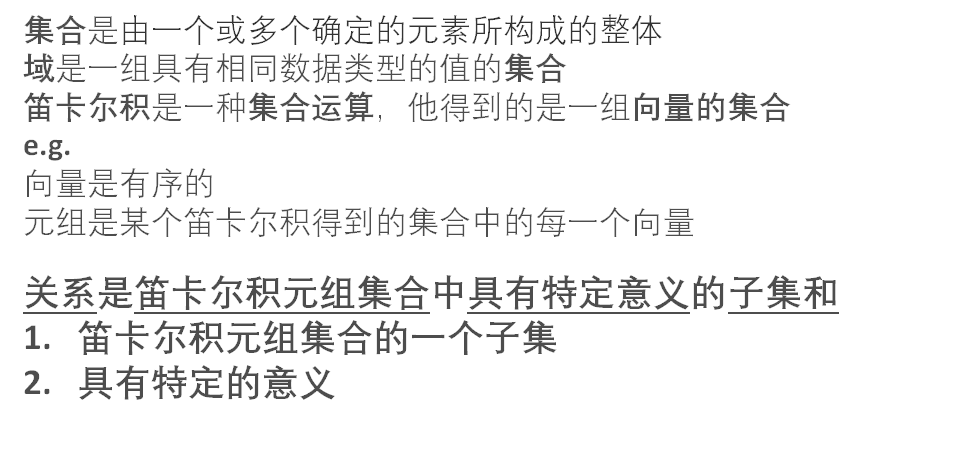 集合是由一个或多个确定的元素所构成的整体
域是一组具有相同数据类型的值的集合
笛卡尔积是一种集合运算，他得到的是一组向量的集合
e.g.
向量是有序的
元组是某个笛卡尔积得到的集合中的每一个向量
关系是笛卡尔积元组集合中具有特定意义的子集和
1. 笛卡尔积元组集合的一个子集
2. 具有特定的意义